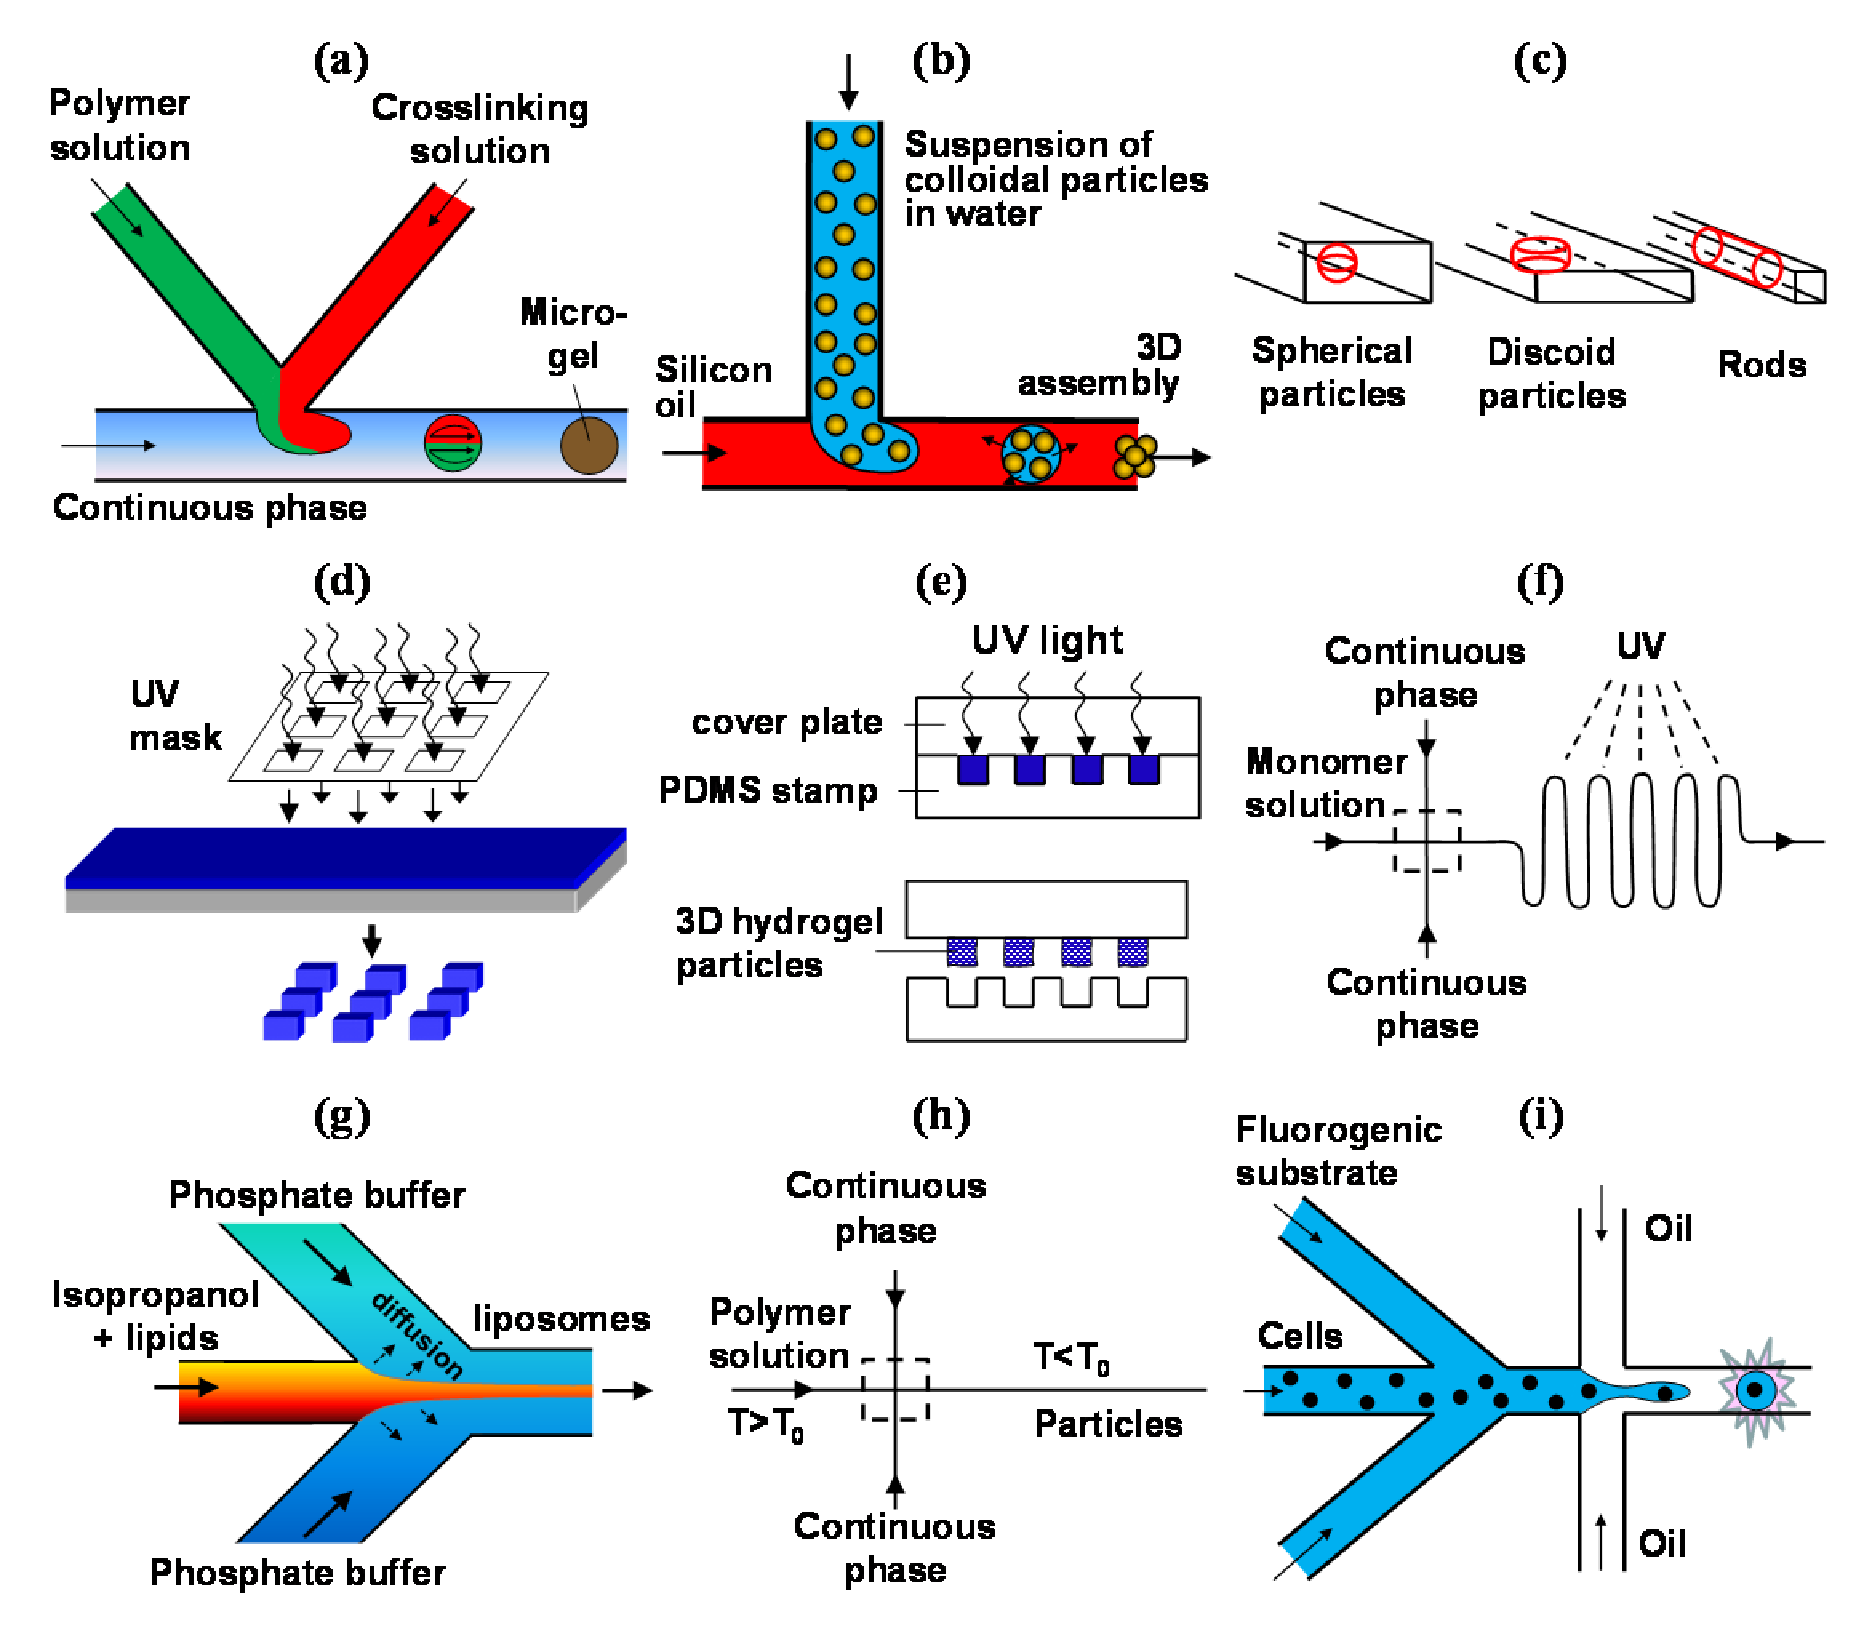 (a)
Polymer
solution
Crosslinking
solution
Micro-
gel
Continuous phase
(b)
Suspension of
colloidal particles
in water
Silicon
oil
3D
assembly
(c)
Spherical
particles
Discoid
particles
Rods
(d)
UV
mask
(e)
UV light
cover plate
PDMS stamp
3D hydrogel
particles
(f)
Continuous
phase
UV
Monomer
solution
Continuous
phase
(g)
Phosphate buffer
Isopropanol
+ lipids
diffusion
liposomes
Phosphate buffer
(h)
Continuous
phase
Polymer
solution
T<T₀
T>T₀
Particles
Continuous
phase
(i)
Fluorogenic
substrate
Oil
Cells
Oil